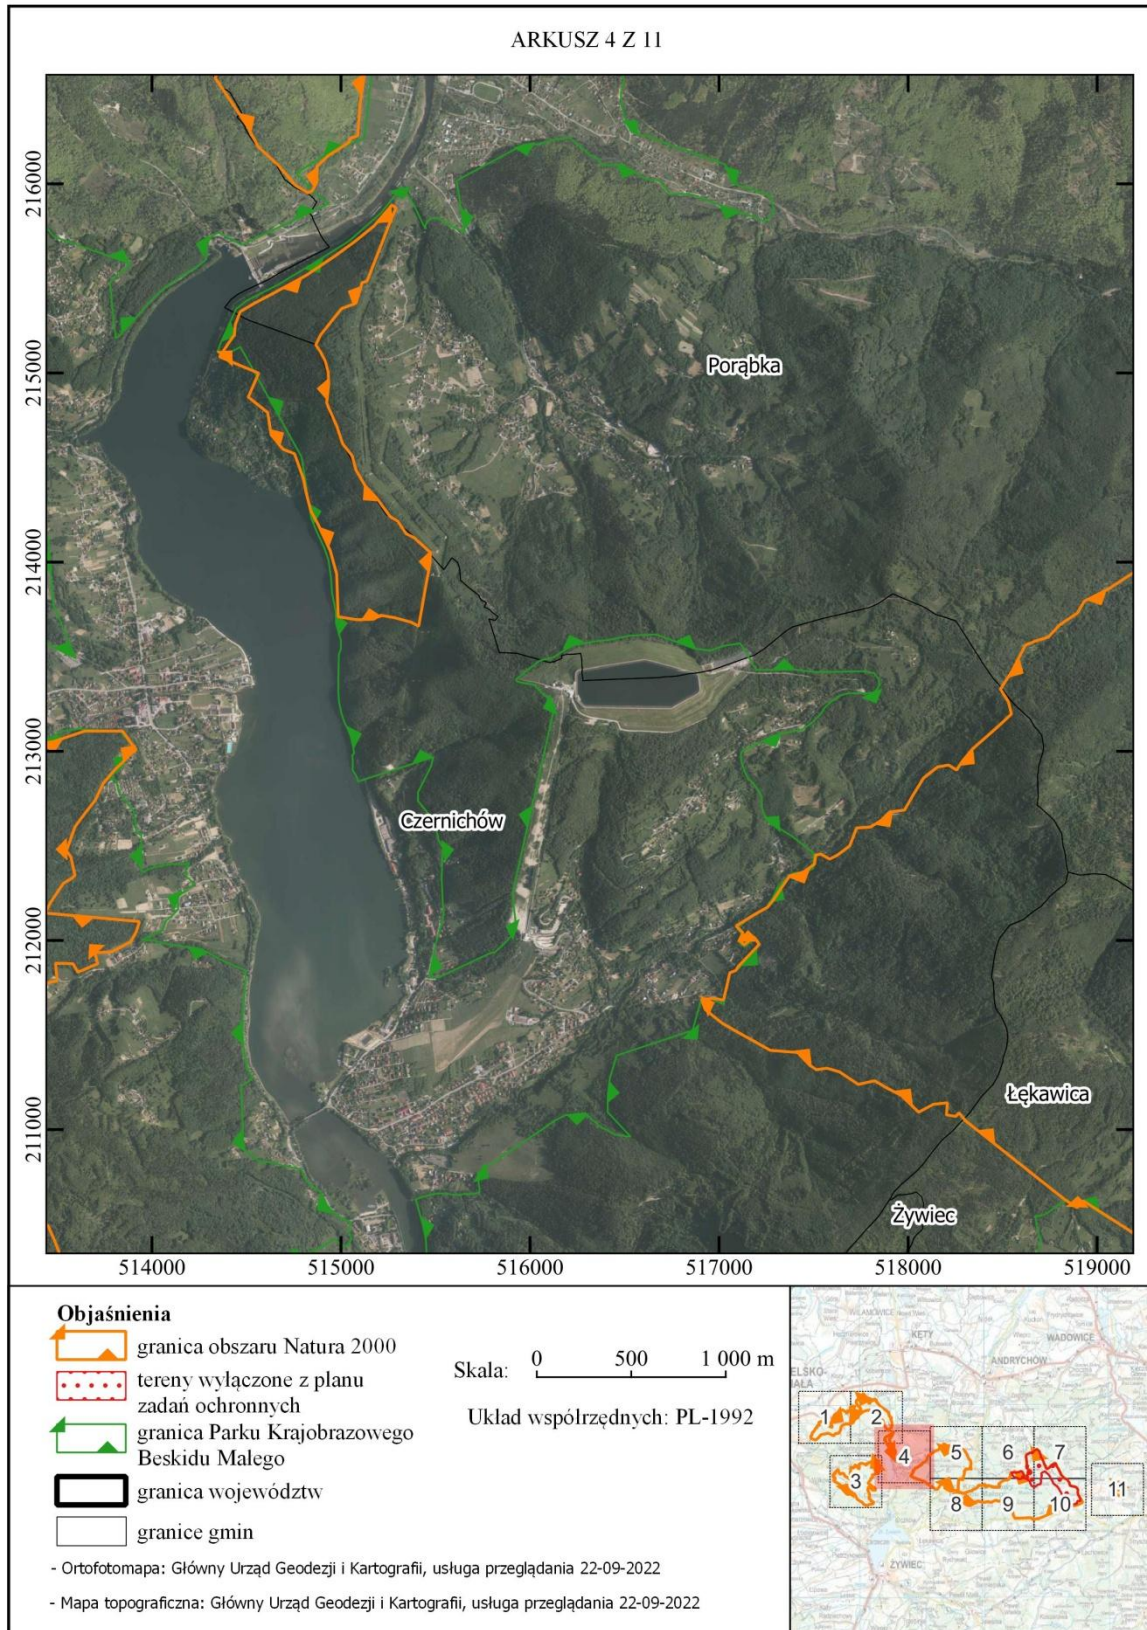 ARKUSZ 4 Z 11
216000
215000
214000
213000
212000
211000
Porąbka
Czernichów
Łękawica
Żywiec
514000 515000 516000 517000 518000 519000
Objaśnienia
granica obszaru Natura 2000
tereny wyłączone z planu
zadań ochronnych
granica Parku Krajobrazowego
Beskidu Małego
granica województw
granice gmin
Skala: 0 500 1 000 m
Układ współrzędnych: PL-1992
- Ortofotomapa: Główny Urząd Geodezji i Kartografii, usługa przeglądania 22-09-2022
- Mapa topograficzna: Główny Urząd Geodezji i Kartografii, usługa przeglądania 22-09-2022
WILAMOWICE
KĘTY
WADOWICE
ANDRYCHÓW
1 2
3
4
5
6
7
8
9
10
11
ŻYWIEC